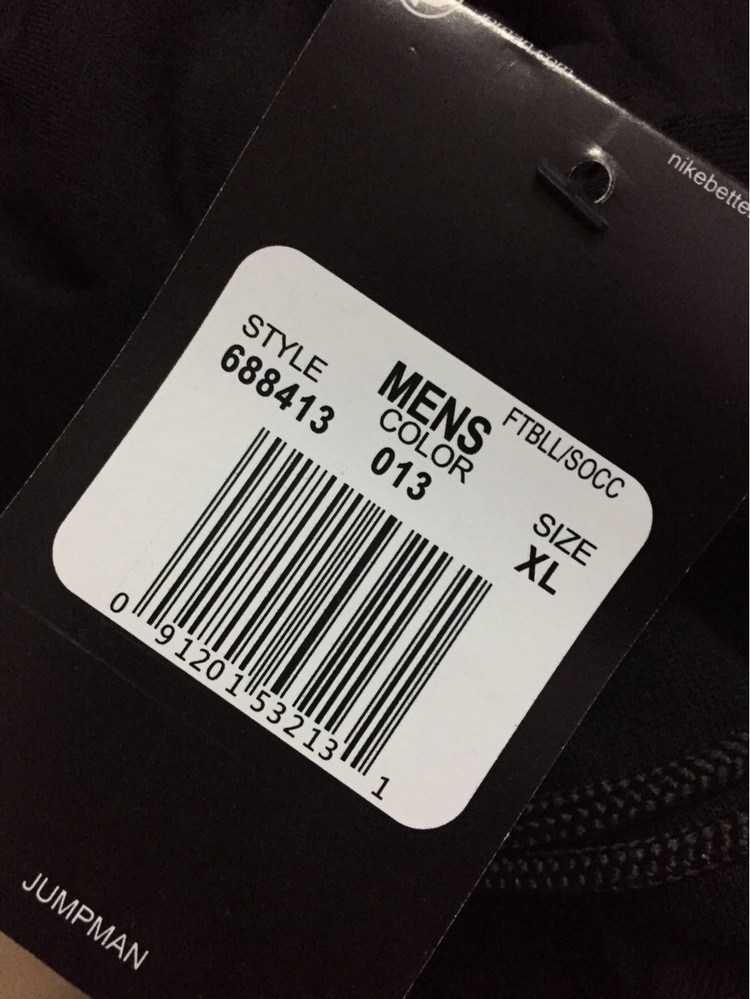 nikebette
MENS FTBLL/SOCC
STYLE COLOR SIZE
688413 013 XL
0 91201 53213 1
JUMPMAN